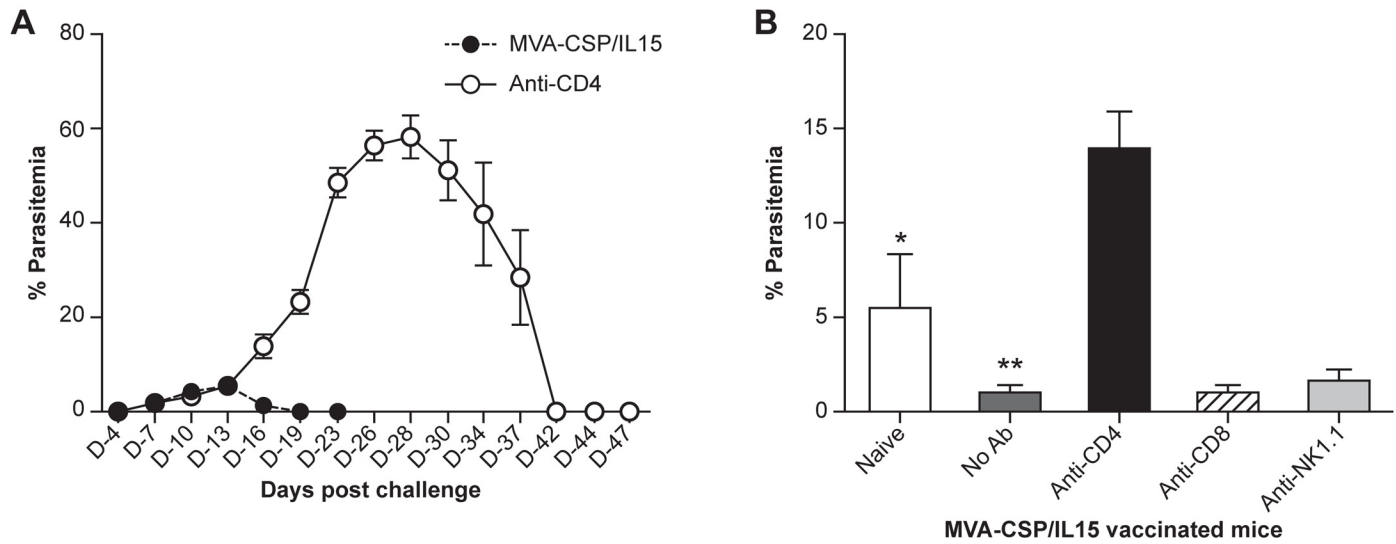 A
80
60
40
20
0
% Parasitemia
MVA-CSP/IL15
Anti-CD4
D-4
D-7
D-10
D-13
D-16
D-19
D-23
D-26
D-28
D-30
D-34
D-37
D-42
D-44
D-47
Days post challenge
B
20
15
10
5
0
% Parasitemia
*
**
Naive
No Ab
Anti-CD4
Anti-CD8
Anti-NK1.1
MVA-CSP/IL15 vaccinated mice